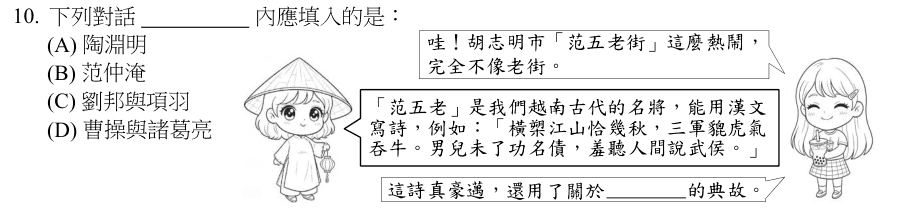 10. 下列對話 __________ 內應填入的是：
(A) 陶淵明
(B) 范仲淹
(C) 劉邦與項羽
(D) 曹操與諸葛亮
哇！胡志明市「范五老街」這麼熱鬧，
完全不像老街。
「范五老」是我們越南古代的名將，能用漢文
寫詩，例如：「橫槊江山恰幾秋，三軍貔虎氣
吞牛。男兒未了功名債，羞聽人間說武侯。」
這詩真豪邁，還用了關於________的典故。